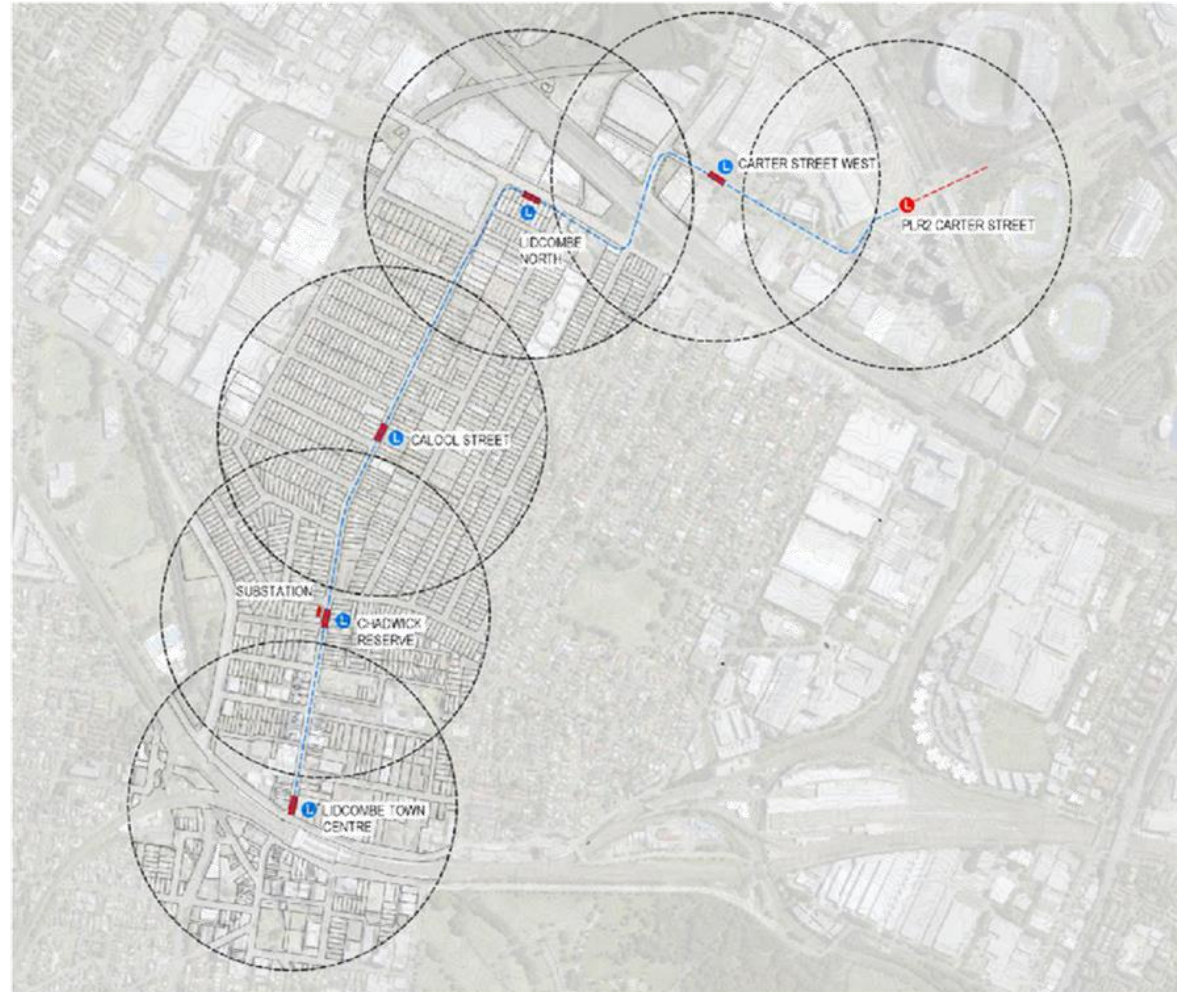 L CARTER STREET WEST
L
PLR2 CARTER STREET
L
LIDCOMBE
NORTH
L CALOOL STREET
SUBSTATION
L CHADWICK
RESERVE
L LIDCOMBE TOWN
CENTRE